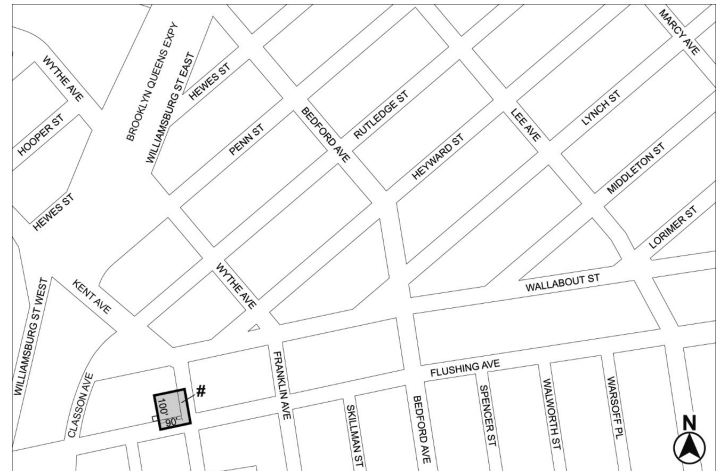 MARCY AVE
WYTHE AVE
BROOKLYN QUEENS EXPY
WILLIAMSBURG ST EAST
HEWES ST
HOOPER ST
PENN ST
BEDFORD AVE
RUTLEDGE ST
LEE AVE
LYNCH ST
HEYWARD ST
MIDDLETON ST
HEWES ST
LORIMER ST
WILLIAMSBURG ST WEST
KENT AVE
WYTHE AVE
WALLABOUT ST
CLASSON AVE
FRANKLIN AVE
FLUSHING AVE
#
100'
90'
SKILLMAN ST
BEDFORD AVE
SPENCER ST
WALWORTH ST
WARSOFF PL
N